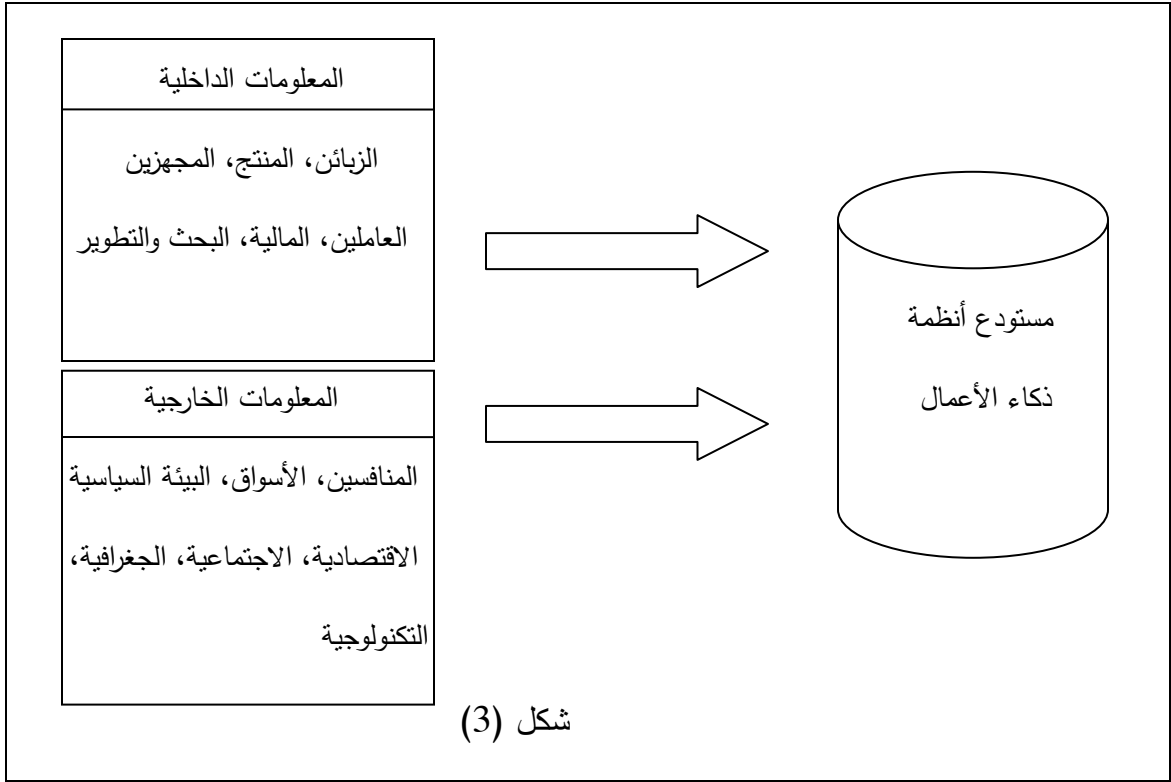 المعلومات الداخلية
الزبائن، المنتج، المجهزين
العاملين، المالية، البحث والتطوير
المعلومات الخارجية
المنافسين، الأسواق، البيئة السياسية
الاقتصادية، الاجتماعية، الجغرافية،
التكنولوجية
مستودع أنظمة
ذكاء الأعمال
شكل (3)